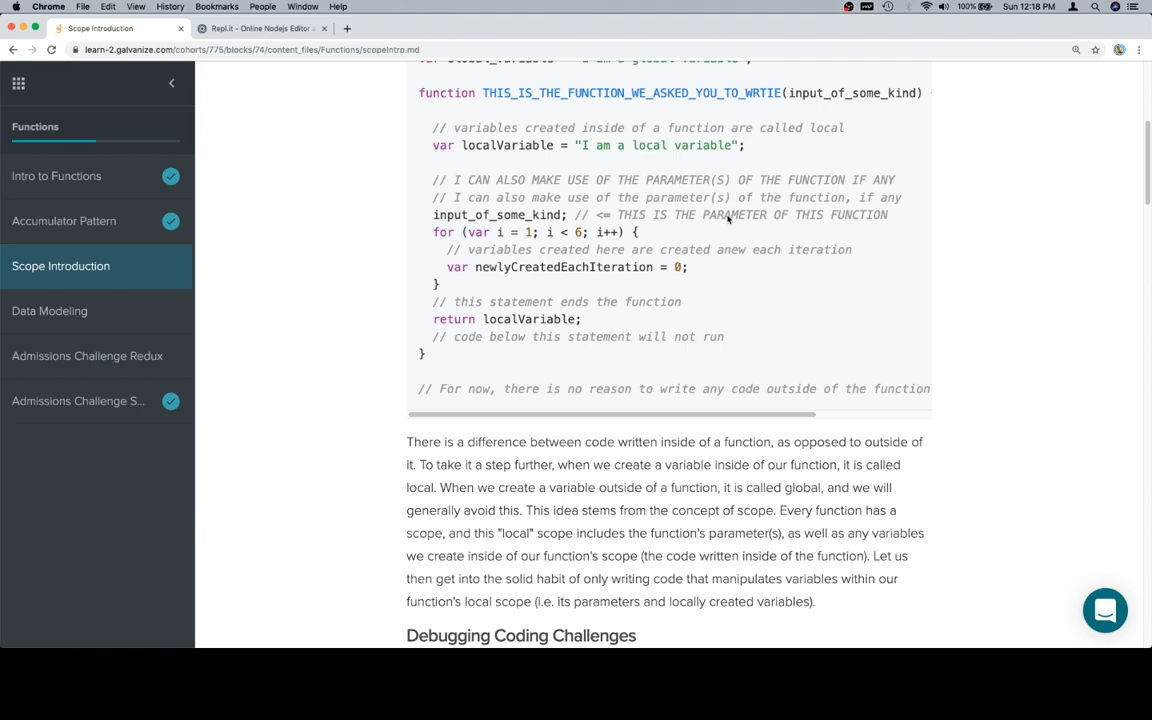 Chrome File Edit View History Bookmarks People Window Help 100% Sun 12:18 PM
Scope Introduction
Repl.it - Online Nodejs Editor a
learn-2.galvanize.com/cohorts/775/blocks/74/content_files/Functions/scopeIntro.md
Functions
Intro to Functions
Accumulator Pattern
Scope Introduction
Data Modeling
Admissions Challenge Redux
Admissions Challenge S...
var global_variable = "I am a global variable";
function THIS_IS_THE_FUNCTION_WE_ASKED_YOU_TO_WRTIE(input_of_some_kind)
// variables created inside of a function are called local
var localVariable = "I am a local variable";
// I CAN ALSO MAKE USE OF THE PARAMETER(S) OF THE FUNCTION IF ANY
// I can also make use of the parameter(s) of the function, if any
input_of_some_kind; // <= THIS IS THE PARAMETER OF THIS FUNCTION
for (var i = 1; i < 6; i++) {
// variables created here are created anew each iteration
var newlyCreatedEachIteration = 0;
}
// this statement ends the function
return localVariable;
// code below this statement will not run
}
// For now, there is no reason to write any code outside of the function
There is a difference between code written inside of a function, as opposed to outside of
it. To take it a step further, when we create a variable inside of our function, it is called
local. When we create a variable outside of a function, it is called global, and we will
generally avoid this. This idea stems from the concept of scope. Every function has a
scope, and this "local" scope includes the function's parameter(s), as well as any variables
we create inside of our function's scope (the code written inside of the function). Let us
then get into the solid habit of only writing code that manipulates variables within our
function's local scope (i.e. its parameters and locally created variables).
Debugging Coding Challenges